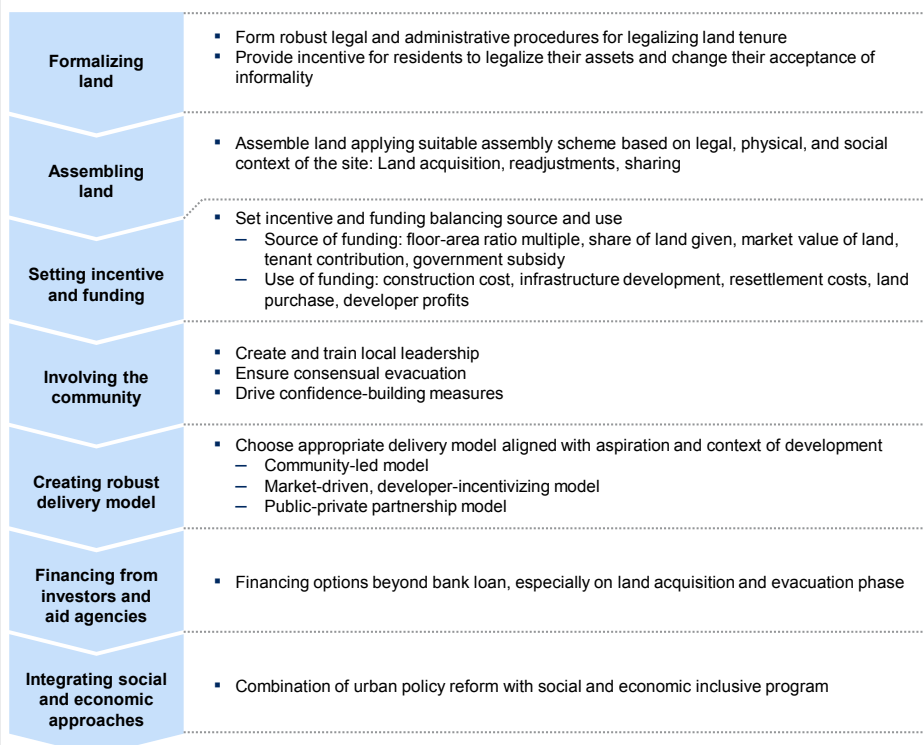 Formalizing
land
▪ Form robust legal and administrative procedures for legalizing land tenure
▪ Provide incentive for residents to legalize their assets and change their acceptance of
informality
Assembling
land
▪ Assemble land applying suitable assembly scheme based on legal, physical, and social
context of the site: Land acquisition, readjustments, sharing
Setting incentive
and funding
▪ Set incentive and funding balancing source and use
– Source of funding: floor-area ratio multiple, share of land given, market value of land,
tenant contribution, government subsidy
– Use of funding: construction cost, infrastructure development, resettlement costs, land
purchase, developer profits
Involving the
community
▪ Create and train local leadership
▪ Ensure consensual evacuation
▪ Drive confidence-building measures
Creating robust
delivery model
▪ Choose appropriate delivery model aligned with aspiration and context of development
– Community-led model
– Market-driven, developer-incentivizing model
– Public-private partnership model
Financing from
investors and
aid agencies
▪ Financing options beyond bank loan, especially on land acquisition and evacuation phase
Integrating social
and economic
approaches
▪ Combination of urban policy reform with social and economic inclusive program